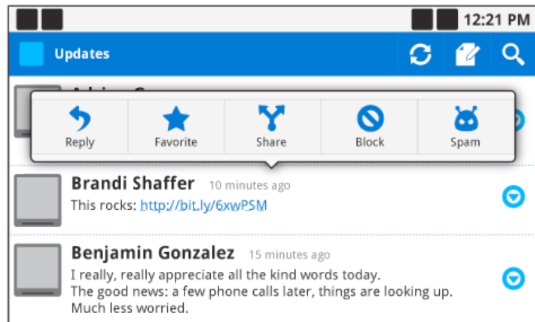 12:21 PM
Updates
Reply Favorite Share Block Spam
Brandi Shaffer 10 minutes ago
This rocks: http://bit.ly/6xwPSM
Benjamin Gonzalez 15 minutes ago
I really, really appreciate all the kind words today.
The good news: a few phone calls later, things are looking up.
Much less worried.